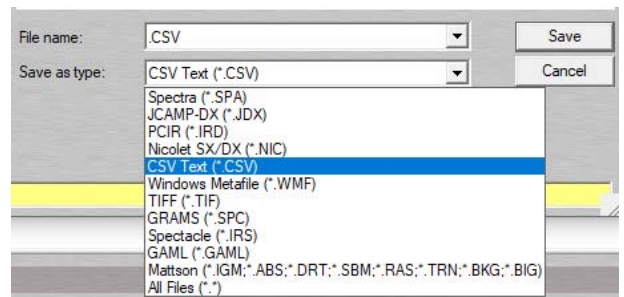 File name: .CSV Save
Save as type: CSV Text (*.CSV) Cancel
Spectra (*.SPA)
JCAMP-DX (*.JDX)
PCIR (*.IRD)
Nicolet SX/DX (*.NIC)
CSV Text (*.CSV)
Windows Metafile (*.WMF)
TIFF (*.TIF)
GRAMS (*.SPC)
Spectacle (*.IRS)
GAML (*.GAML)
Mattson (*.IGM;*.ABS;*.DRT;*.SBM;*.RAS;*.TRN;*.BKG;*.BIG)
All Files (*.*)